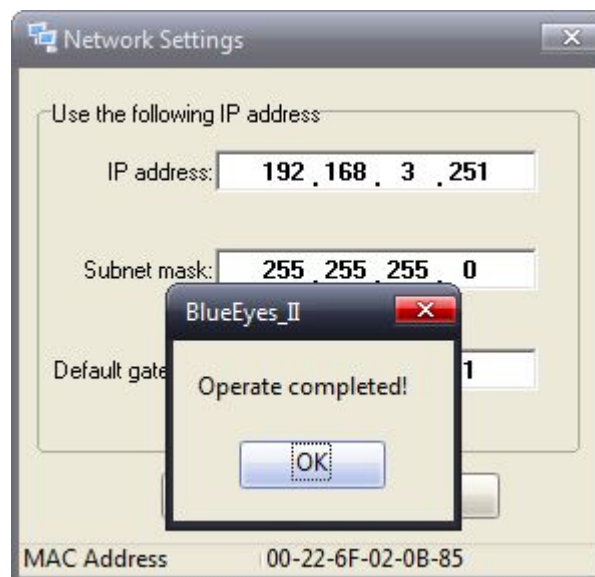 Network Settings
Use the following IP address
IP address: 192 . 168 . 3 . 251
Subnet mask: 255 . 255 . 255 . 0
BlueEyes_II
Default gate 1
Operate completed!
OK
MAC Address 00-22-6F-02-0B-85